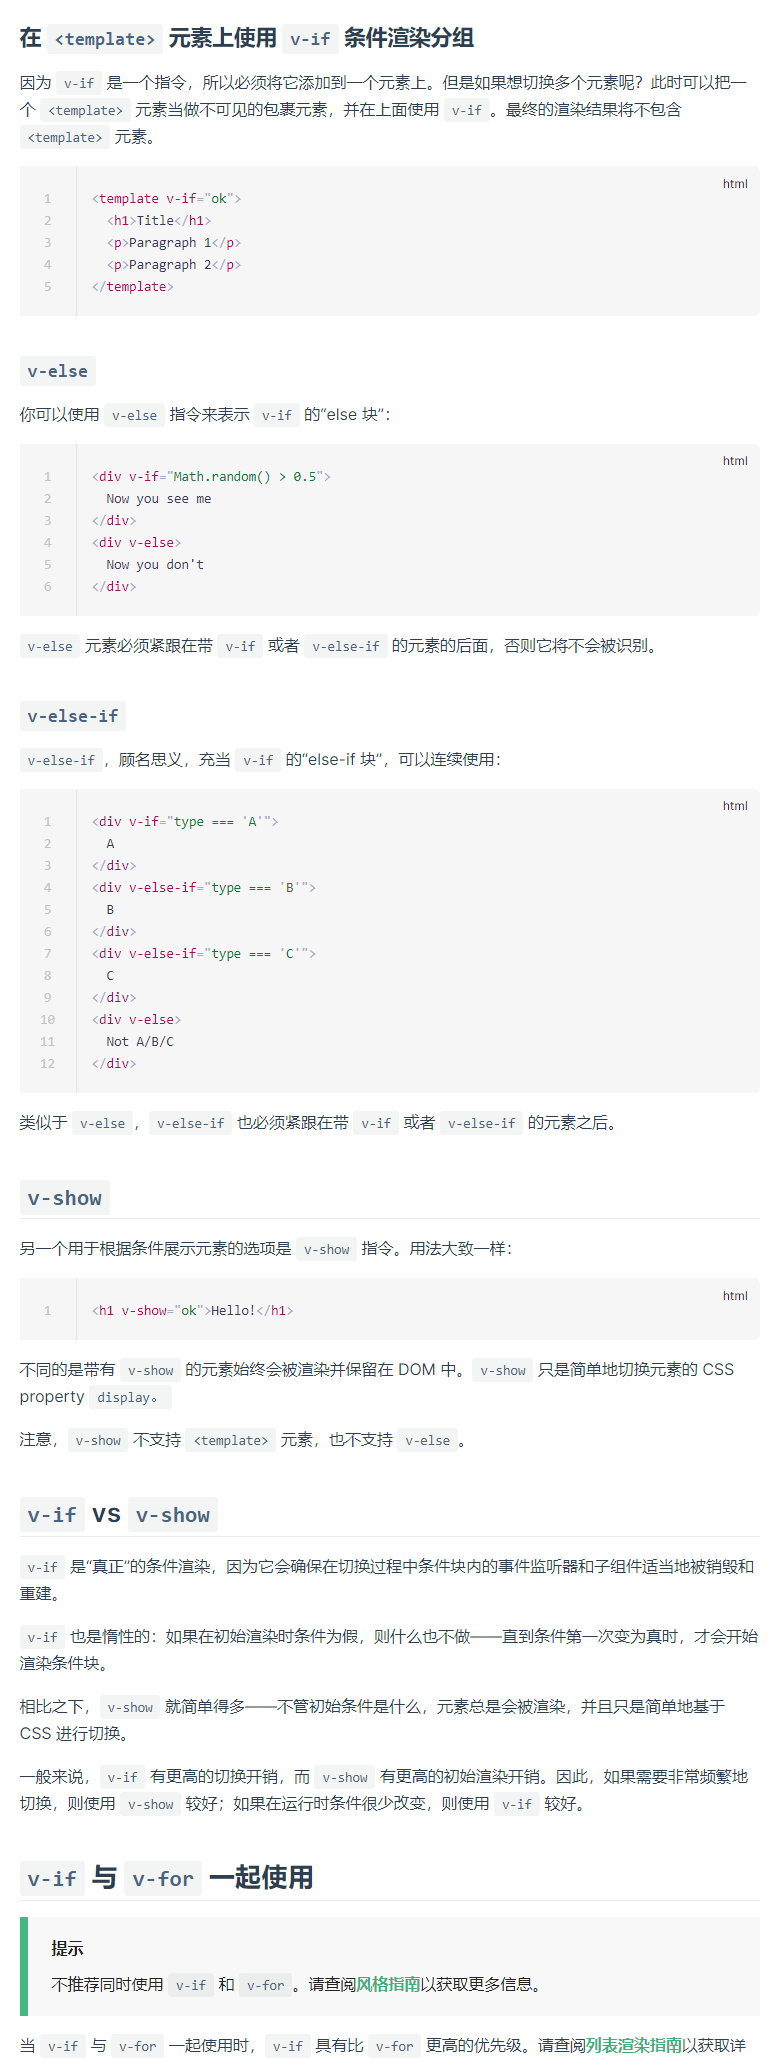 在 <template> 元素上使用 v-if 条件渲染分组
因为 v-if 是一个指令，所以必须将它添加到一个元素上。但是如果想切换多个元素呢？此时可以把一
个 <template> 元素当做不可见的包裹元素，并在上面使用 v-if 。最终的渲染结果将不包含
<template> 元素。
html
1 <template v-if="ok">
2 <h1>Title</h1>
3 <p>Paragraph 1</p>
4 <p>Paragraph 2</p>
5 </template>
v-else
你可以使用 v-else 指令来表示 v-if 的“else 块”：
html
1 <div v-if="Math.random() > 0.5">
2 Now you see me
3 </div>
4 <div v-else>
5 Now you don't
6 </div>
v-else 元素必须紧跟在带 v-if 或者 v-else-if 的元素的后面，否则它将不会被识别。
v-else-if
v-else-if ，顾名思义，充当 v-if 的“else-if 块”，可以连续使用：
html
1 <div v-if="type === 'A'">
2 A
3 </div>
4 <div v-else-if="type === 'B'">
5 B
6 </div>
7 <div v-else-if="type === 'C'">
8 C
9 </div>
10 <div v-else>
11 Not A/B/C
12 </div>
类似于 v-else ， v-else-if 也必须紧跟在带 v-if 或者 v-else-if 的元素之后。
v-show
另一个用于根据条件展示元素的选项是 v-show 指令。用法大致一样：
html
1 <h1 v-show="ok">Hello!</h1>
不同的是带有 v-show 的元素始终会被渲染并保留在 DOM 中。 v-show 只是简单地切换元素的 CSS
property display。
注意， v-show 不支持 <template> 元素，也不支持 v-else 。
v-if vs v-show
v-if 是“真正”的条件渲染，因为它会确保在切换过程中条件块内的事件监听器和子组件适当地被销毁和
重建。
v-if 也是惰性的：如果在初始渲染时条件为假，则什么也不做——直到条件第一次变为真时，才会开始
渲染条件块。
相比之下， v-show 就简单得多——不管初始条件是什么，元素总是会被渲染，并且只是简单地基于
CSS 进行切换。
一般来说， v-if 有更高的切换开销，而 v-show 有更高的初始渲染开销。因此，如果需要非常频繁地
切换，则使用 v-show 较好；如果在运行时条件很少改变，则使用 v-if 较好。
v-if 与 v-for 一起使用
提示
不推荐同时使用 v-if 和 v-for 。请查阅风格指南以获取更多信息。
当 v-if 与 v-for 一起使用时， v-if 具有比 v-for 更高的优先级。请查阅列表渲染指南以获取详